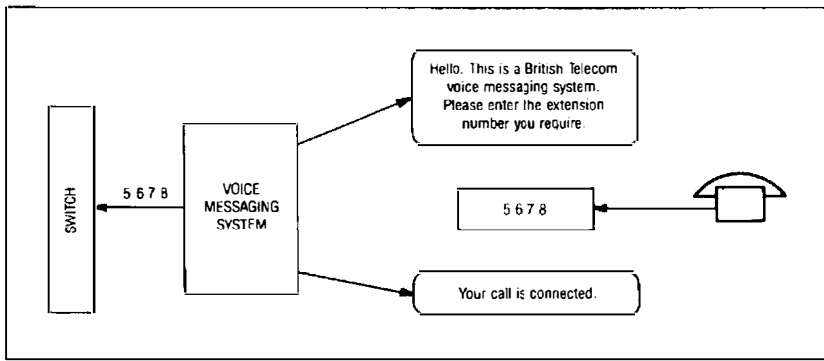 Hello. This is a British Telecom
voice messaging system.
Please enter the extension
number you require.
SWITCH
5 6 7 8
VOICE
MESSAGING
SYSTEM
5 6 7 8
Your call is connected.